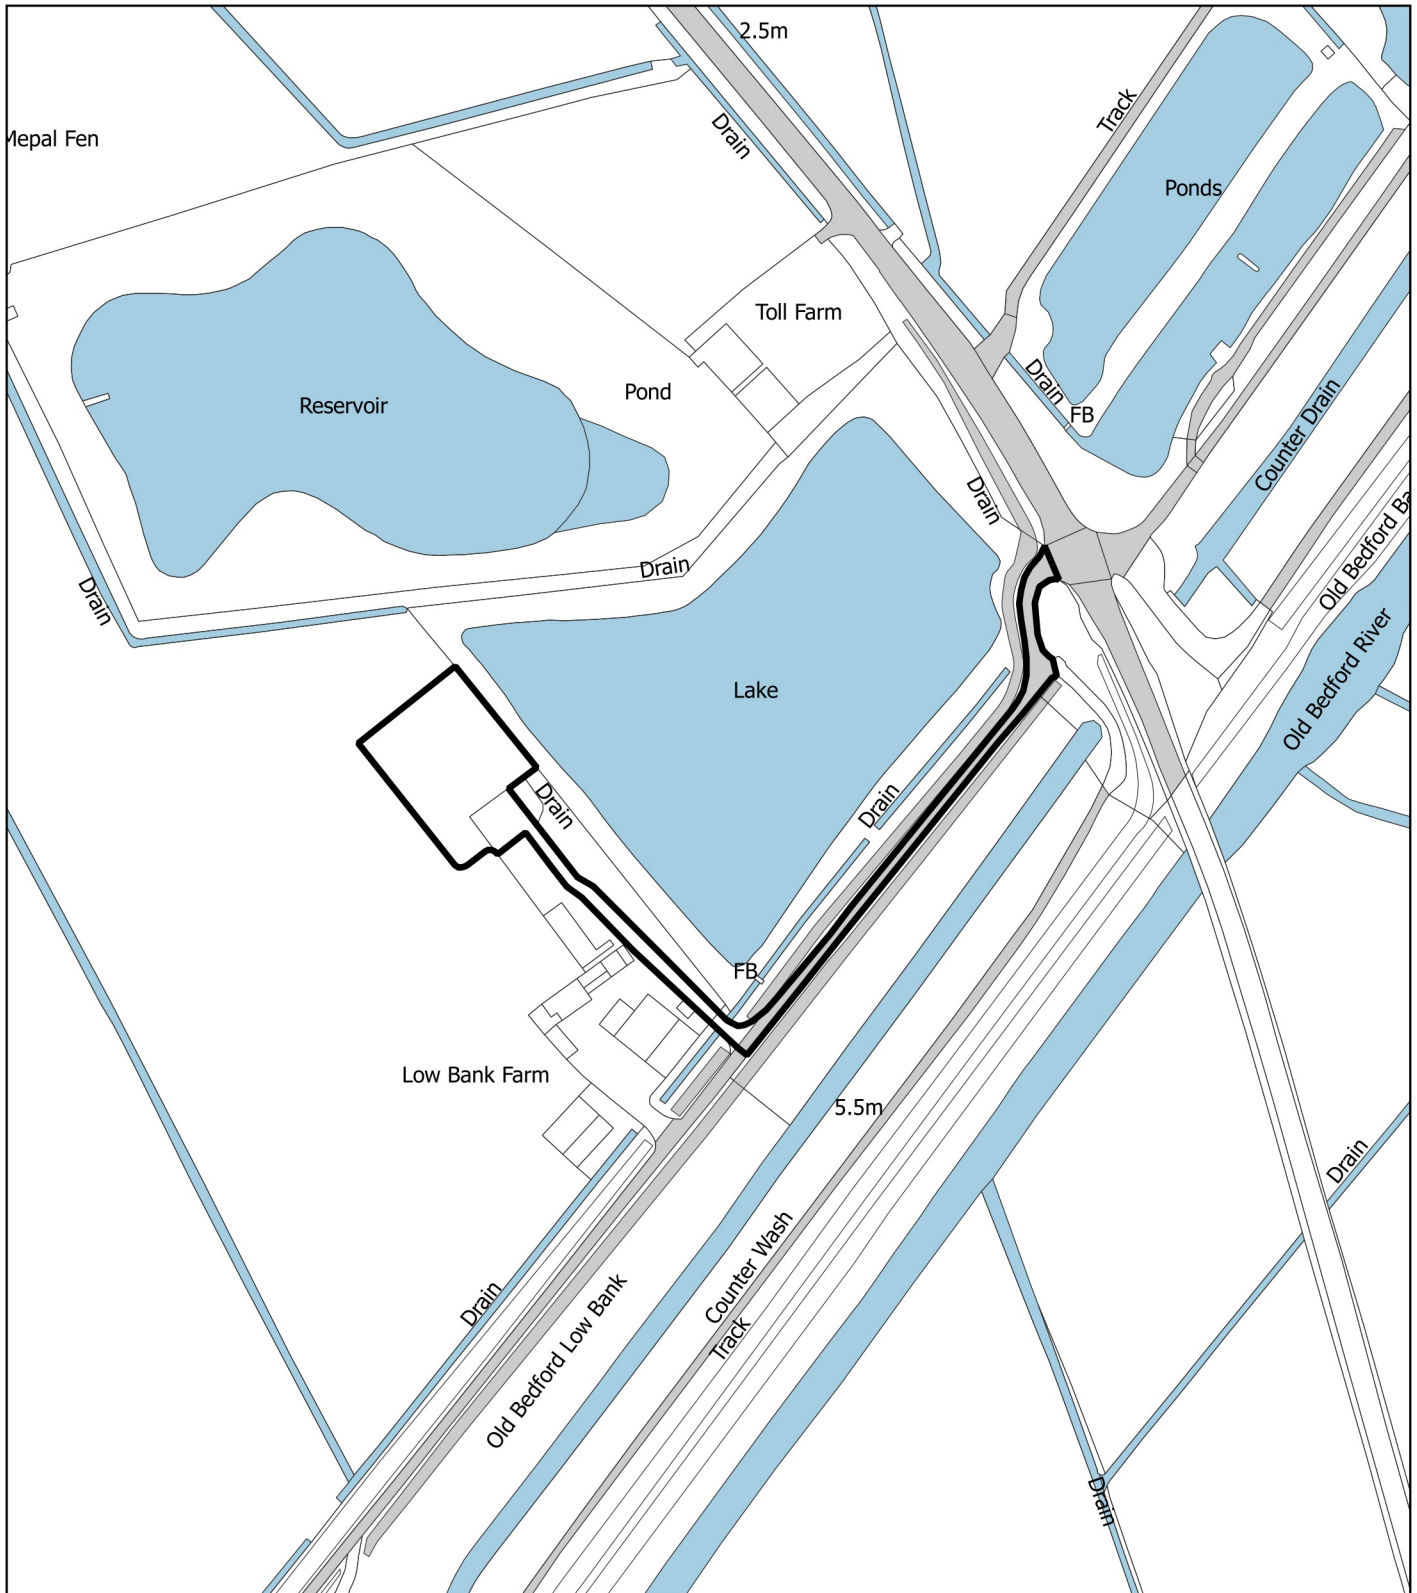 2.5m
Track
Drain
Mepal Fen
Ponds
Toll Farm
Drain
Pond
Reservoir
FB
Counter Drain
Drain
Old Bedford Ba
Drain
Drain
Old Bedford River
Lake
Drain
Drain
FB
Low Bank Farm
5.5m
Drain
Counter Wash
Drain
Track
Old Bedford Low Bank
Drain